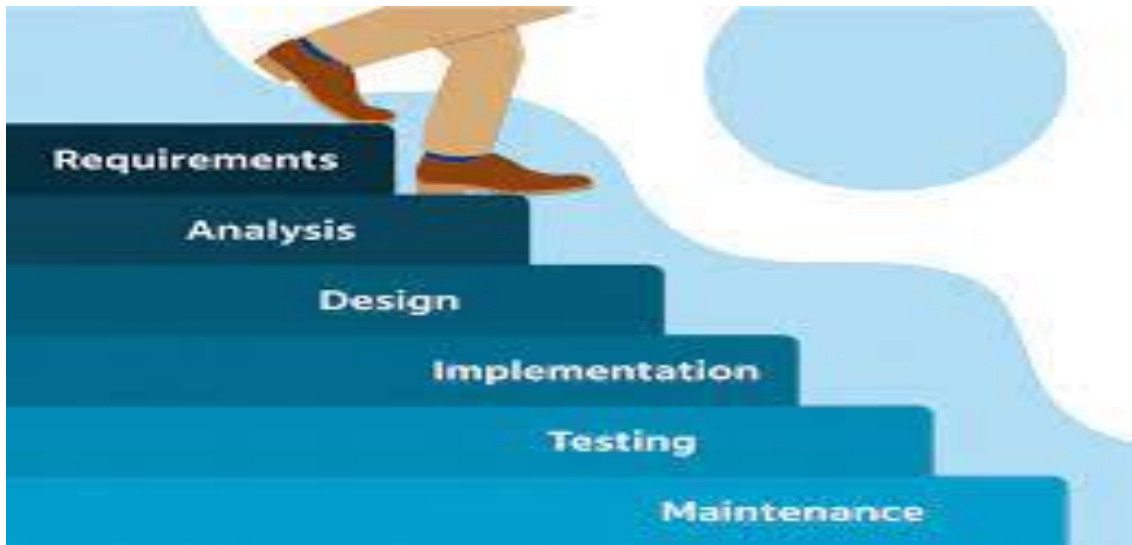 Requirements
Analysis
Design
Implementation
Testing
Maintenance